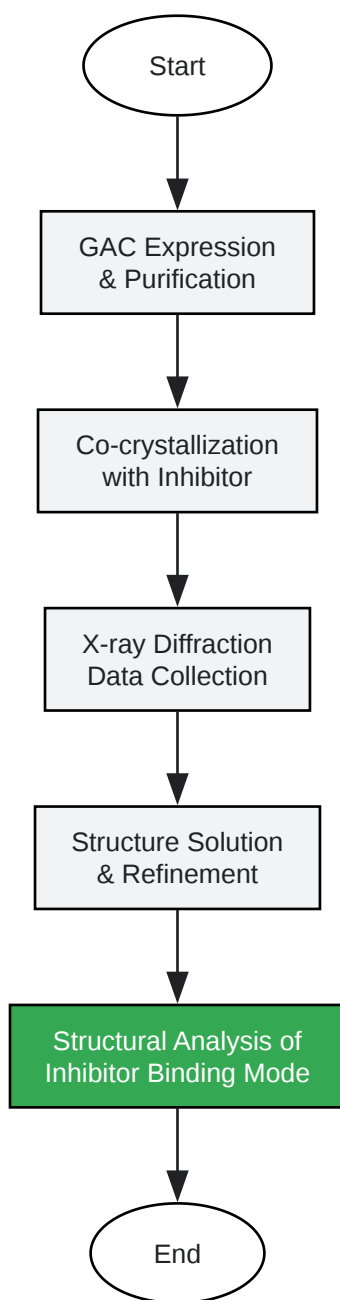 Start
GAC Expression
& Purification
Co-crystallization
with Inhibitor
X-ray Diffraction
Data Collection
Structure Solution
& Refinement
Structural Analysis of
Inhibitor Binding Mode
End